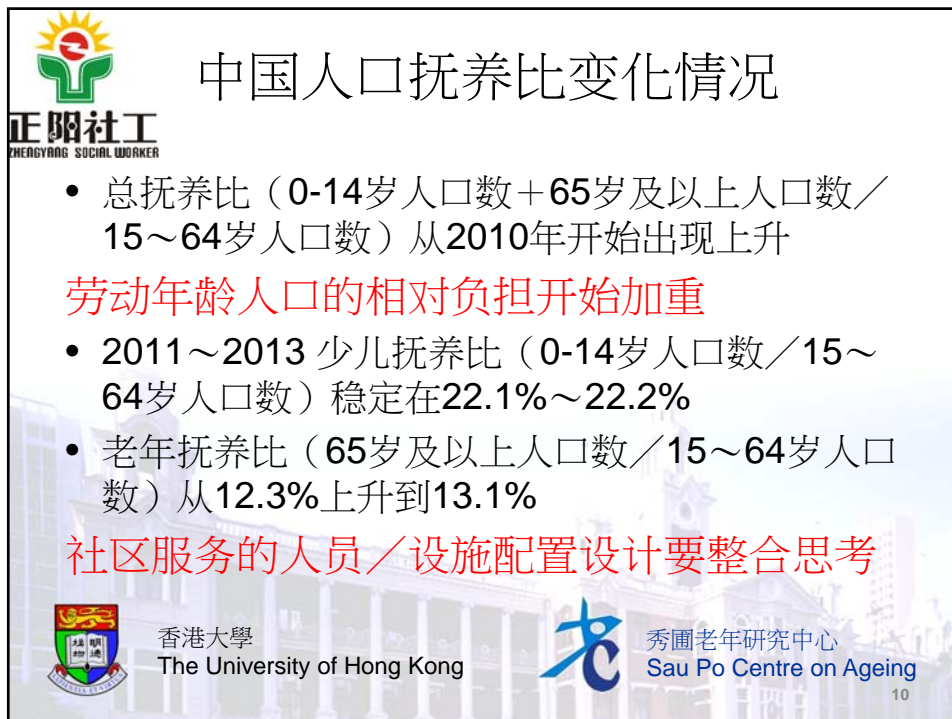 中国人口抚养比变化情况
正阳社工
ZHENGYANG SOCIAL WORKER
• 总抚养比（0-14岁人口数＋65岁及以上人口数／
15～64岁人口数）从2010年开始出现上升
劳动年龄人口的相对负担开始加重
• 2011～2013 少儿抚养比（0-14岁人口数／15～
64岁人口数）稳定在22.1%～22.2%
• 老年抚养比（65岁及以上人口数／15～64岁人口
数）从12.3%上升到13.1%
社区服务的人员／设施配置设计要整合思考
香港大學
The University of Hong Kong
秀圃老年研究中心
Sau Po Centre on Ageing
10